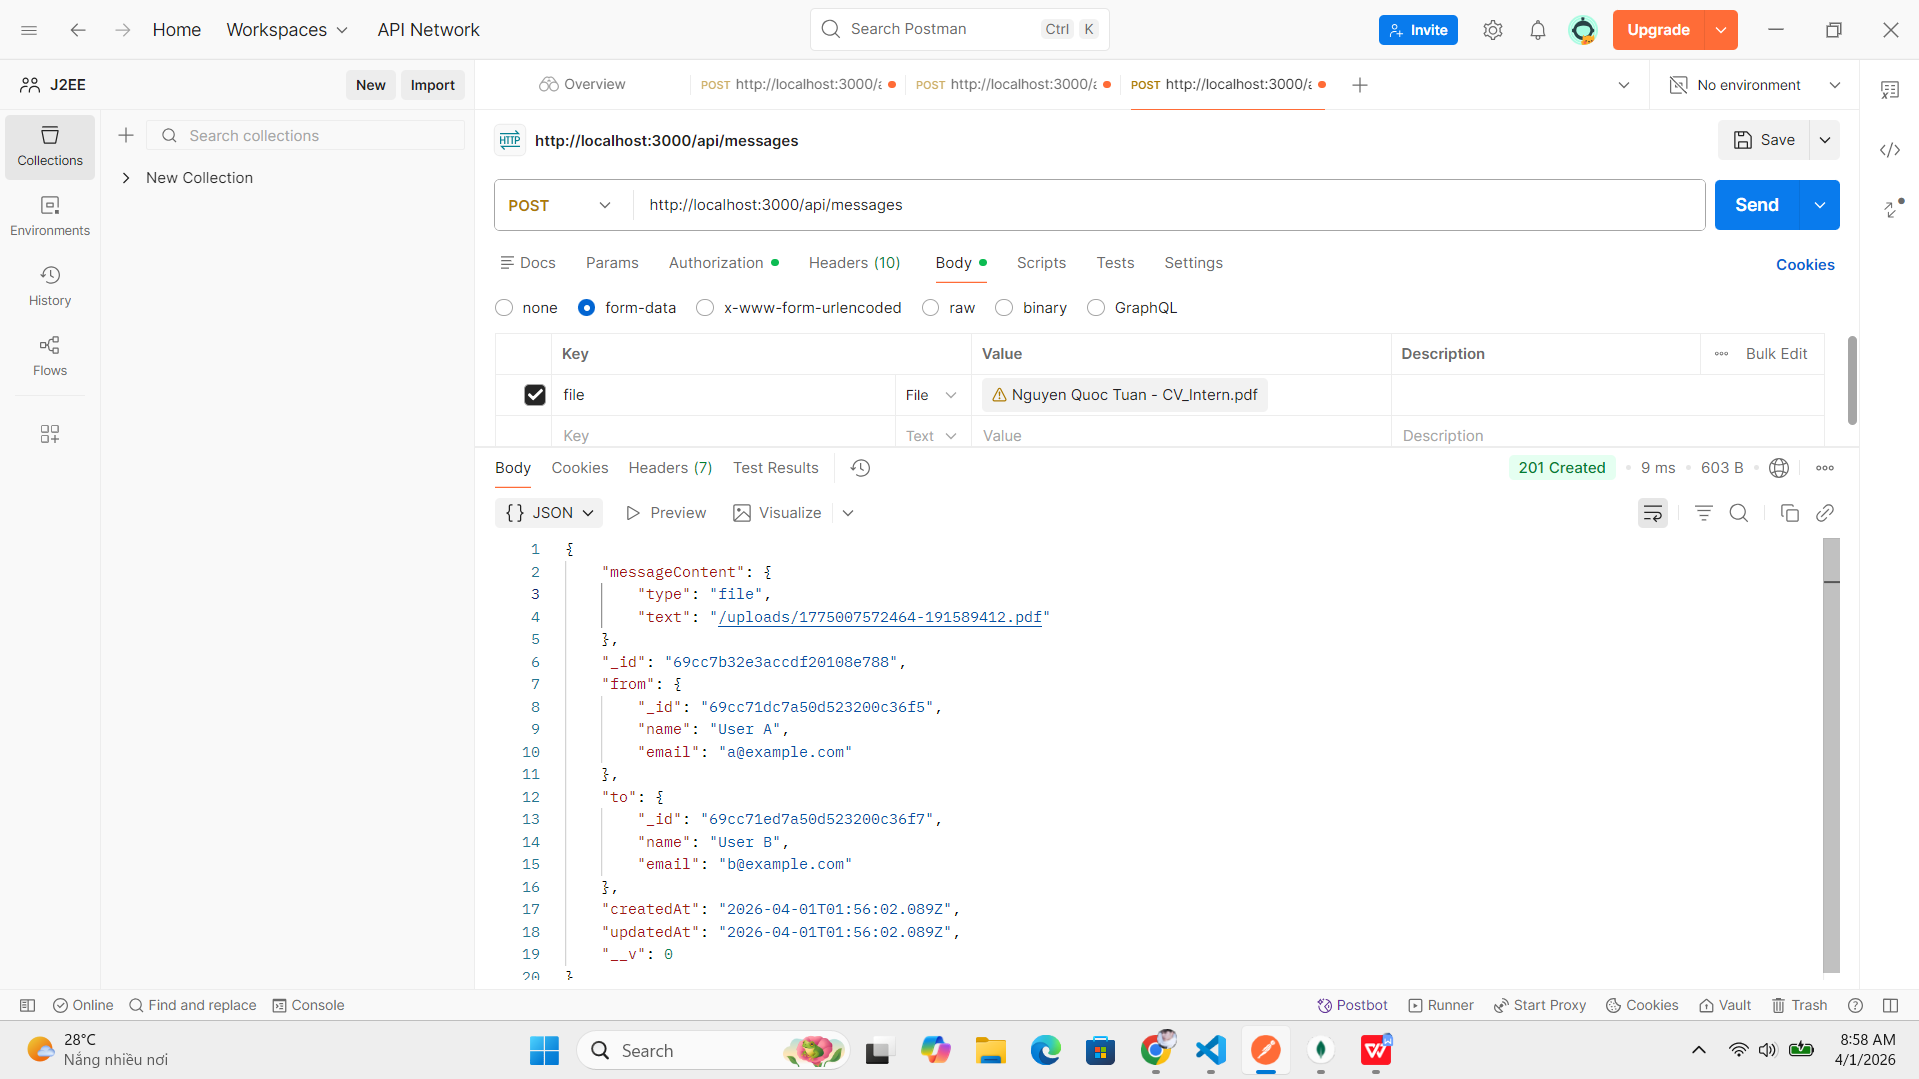 Home
Workspaces
API Network
Search Postman
Ctrl
K
Invite
Upgrade
J2EE
New
Import
Overview
POST http://localhost:3000/a
POST http://localhost:3000/a
POST http://localhost:3000/a
No environment
Collections
Environments
History
Flows
Search collections
New Collection
HTTP
http://localhost:3000/api/messages
Save
POST
http://localhost:3000/api/messages
Send
Docs
Params
Authorization
Headers (10)
Body
Scripts
Tests
Settings
Cookies
none
form-data
x-www-form-urlencoded
raw
binary
GraphQL
Key
Value
Description
Bulk Edit
file
File
Nguyen Quoc Tuan - CV_Intern.pdf
Key
Text
Value
Description
Body
Cookies
Headers (7)
Test Results
201 Created
9 ms
603 B
{} JSON
Preview
Visualize
1 {
2 "messageContent": {
3 "type": "file",
4 "text": "/uploads/1775007572464-191589412.pdf"
5 },
6 "_id": "69cc7b32e3accdf20108e788",
7 "from": {
8 "_id": "69cc71dc7a50d523200c36f5",
9 "name": "User A",
10 "email": "a@example.com"
11 },
12 "to": {
13 "_id": "69cc71ed7a50d523200c36f7",
14 "name": "User B",
15 "email": "b@example.com"
16 },
17 "createdAt": "2026-04-01T01:56:02.089Z",
18 "updatedAt": "2026-04-01T01:56:02.089Z",
19 "__v": 0
20 }
Online
Find and replace
Console
Postbot
Runner
Start Proxy
Cookies
Vault
Trash
28°C
Nắng nhiều nơi
Search
8:58 AM
4/1/2026